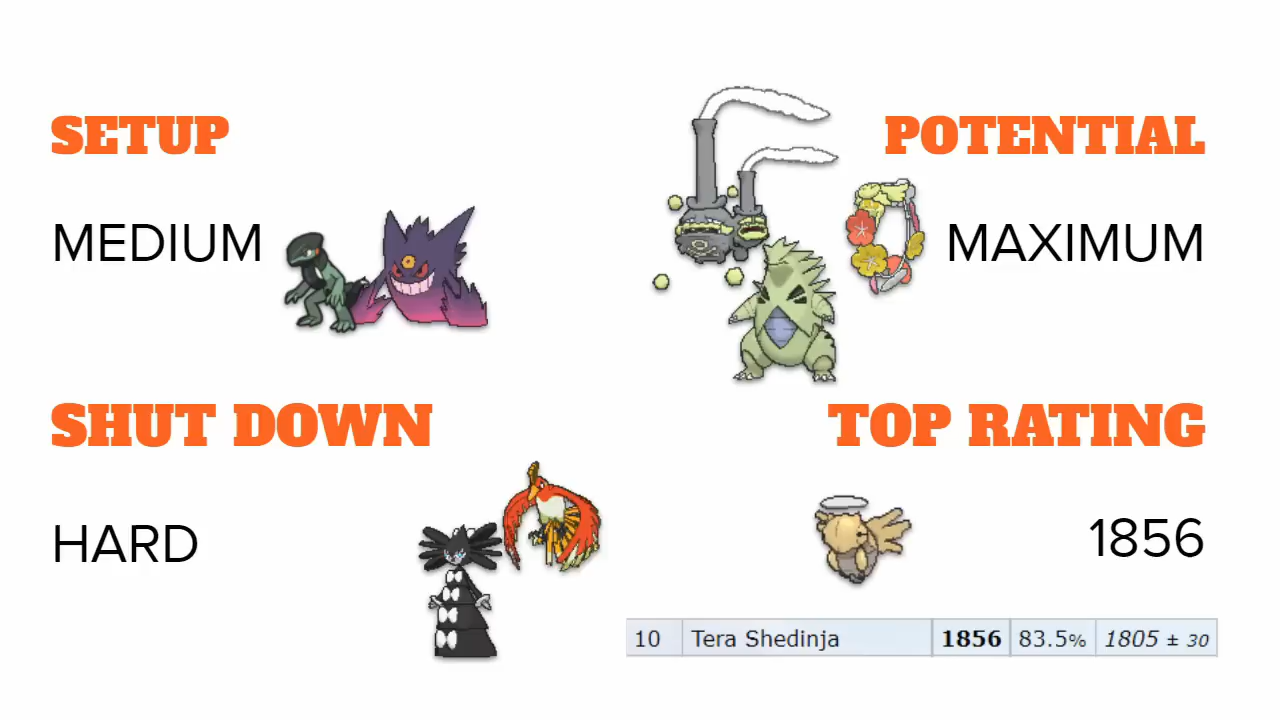 SETUP
MEDIUM
POTENTIAL
MAXIMUM
SHUT DOWN
HARD
TOP RATING
1856
10 Tera Shedinja 1856 83.5% 1805 ± 30